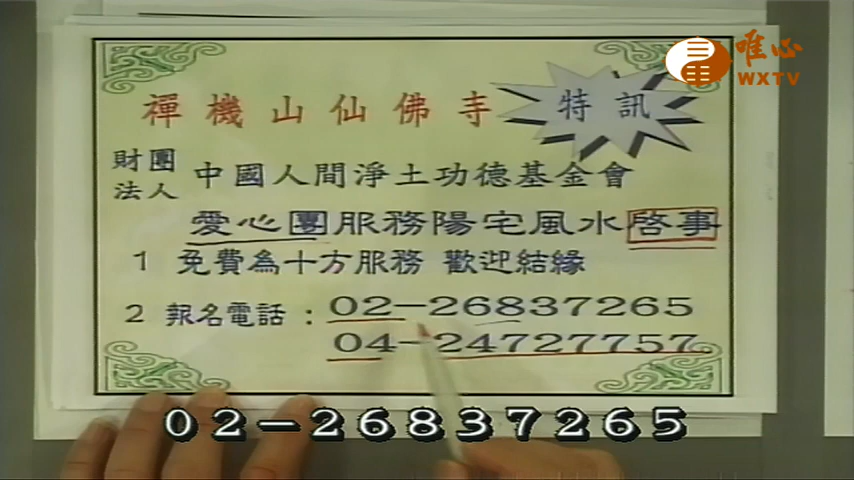 唯心
WXTV
禪機山仙佛寺
特訊
財團法人 中國人間淨土功德基金會
愛心團服務陽宅風水啓事
1 免費為十方服務 歡迎結緣
2 報名電話：02-26837265
04-24727757
02-26837265